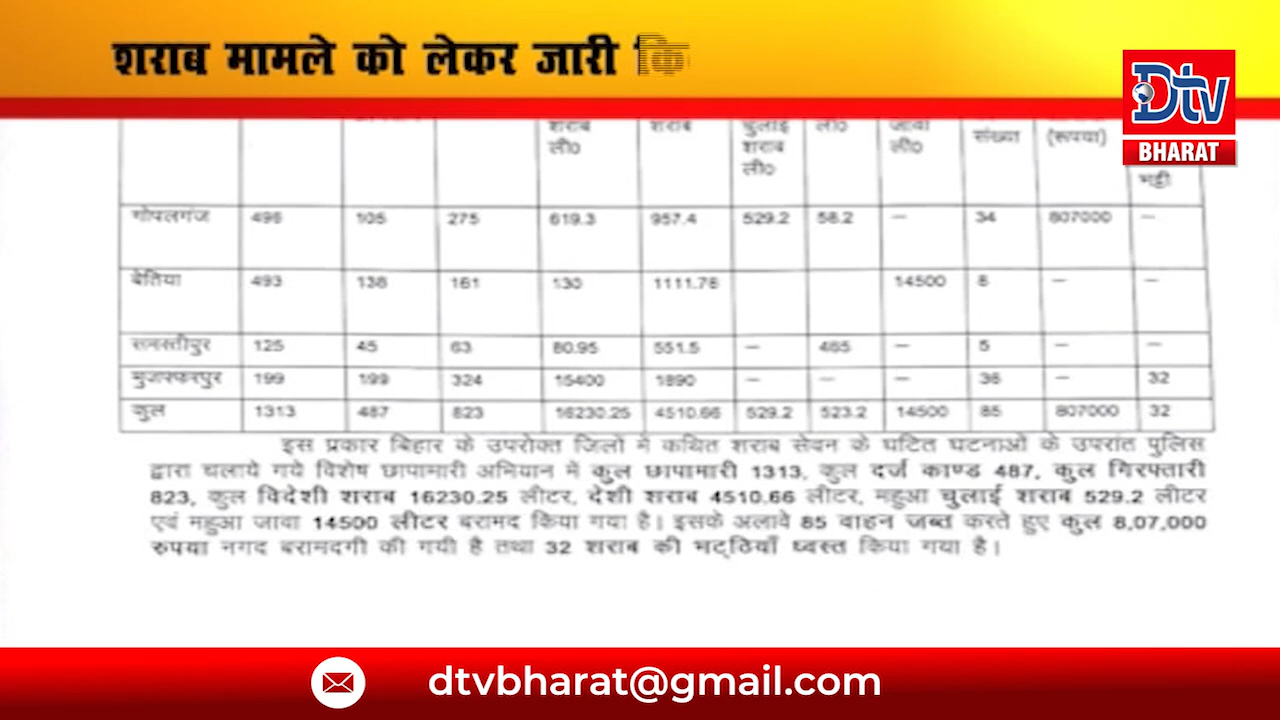 शराब मामले को लेकर जारी कि
Dtv
BHARAT
शराब ली० शराब चुलाई शराब ली० ली० जावा ली० संख्या (रूपया) भट्टी
गोपालगंज 496 105 275 619.3 957.4 529.2 58.2 — 34 807000 —
बेतिया 493 138 161 130 1111.76 14500 8 — —
समस्तीपुर 125 45 63 80.95 551.5 — 465 — 5 — —
मुजफ्फरपुर 199 199 324 15400 1890 — — — 38 — 32
कुल 1313 487 823 16230.25 4510.66 529.2 523.2 14500 85 807000 32
इस प्रकार बिहार के उपरोक्त जिलों में कथित शराब सेवन के घटित घटनाओं के उपरांत पुलिस
द्वारा चलाये गये विशेष छापामारी अभियान में कुल छापामारी 1313, कुल दर्ज काण्ड 487, कुल गिरफ्तारी
823, कुल विदेशी शराब 16230.25 लीटर, देशी शराब 4510.66 लीटर, महुआ चुलाई शराब 529.2 लीटर
एवं महुआ जावा 14500 लीटर बरामद किया गया है। इसके अलावे 85 वाहन जब्त करते हुए कुल 8,07,000
रुपया नगद बरामदगी की गयी है तथा 32 शराब की भट्ठियाँ ध्वस्त किया गया है।
dtvbharat@gmail.com